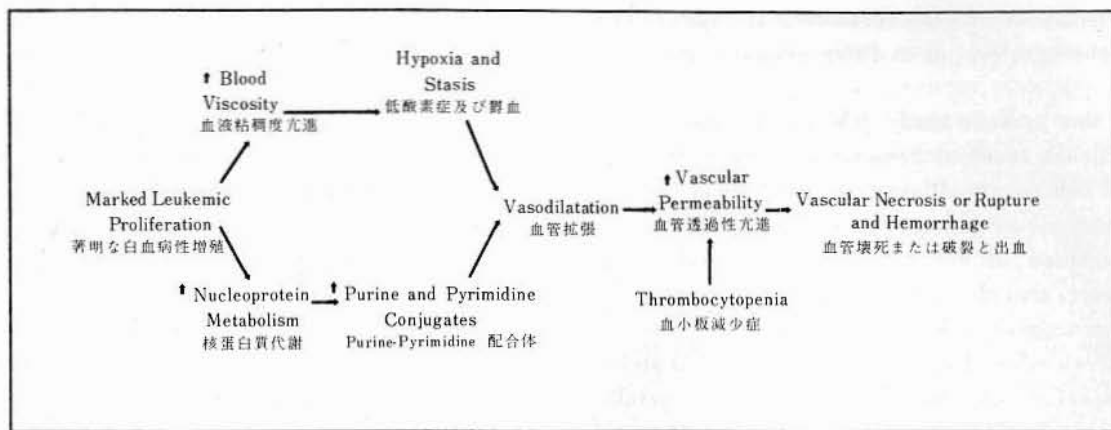 ↑ Blood
Viscosity
血液粘稠度亢進
Hypoxia and
Stasis
低酸素症及び欝血
Marked Leukemic
Proliferation
著明な白血病性増殖
↑ Nucleoprotein
Metabolism
核蛋白質代謝
↑ Purine and Pyrimidine
Conjugates
Purine-Pyrimidine 配合体
Vasodilatation
血管拡張
↑ Vascular
Permeability
血管透過性亢進
Thrombocytopenia
血小板減少症
Vascular Necrosis or Rupture
and Hemorrhage
血管壊死または破裂と出血